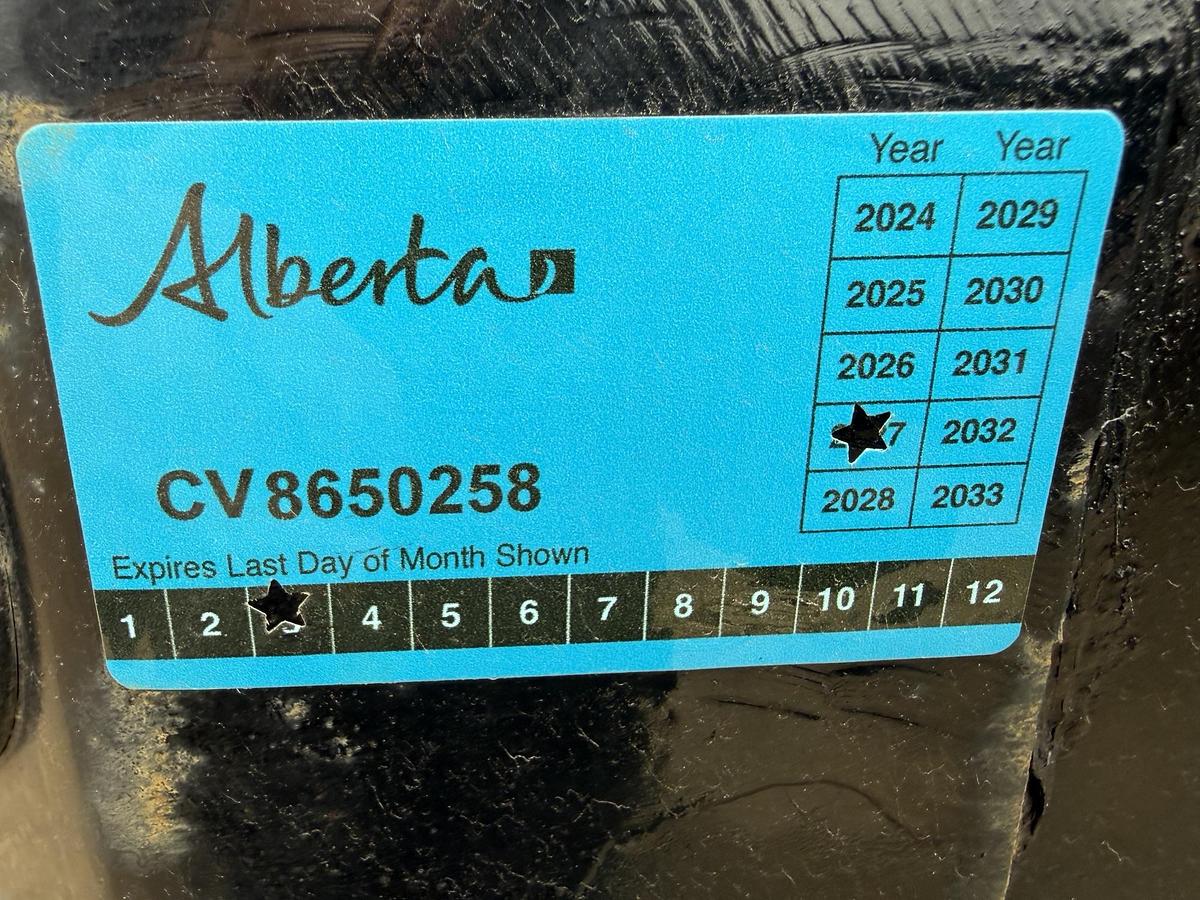 Alberta
Year Year
2024 2029
2025 2030
2026 2031
2032
2028 2033
CV8650258
Expires Last Day of Month Shown
1 2 4 5 6 7 8 9 10 11 12